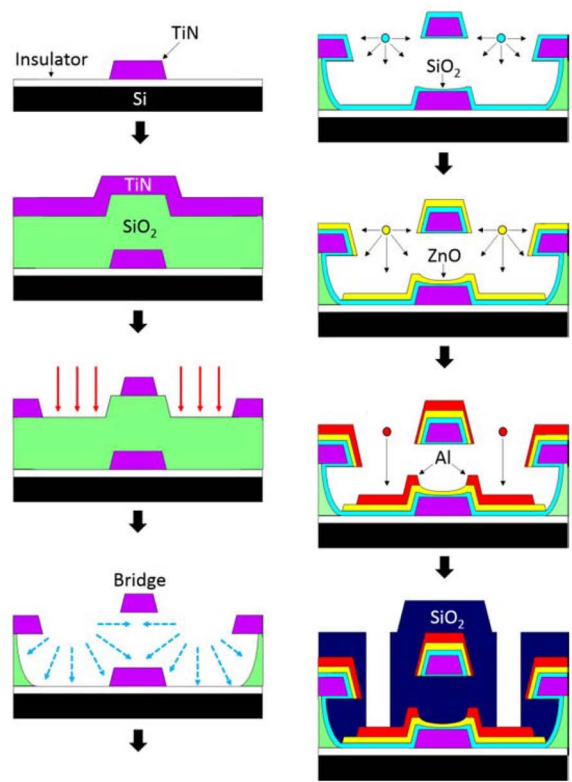 TiN
Insulator
Si
TiN
SiO₂
Bridge
SiO₂
ZnO
Al
SiO₂